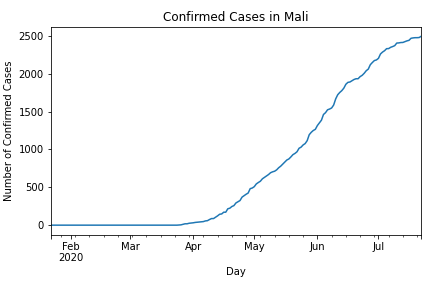 Confirmed Cases in Mali
Number of Confirmed Cases
2500
2000
1500
1000
500
0
Feb Mar Apr May Jun Jul
2020
Day